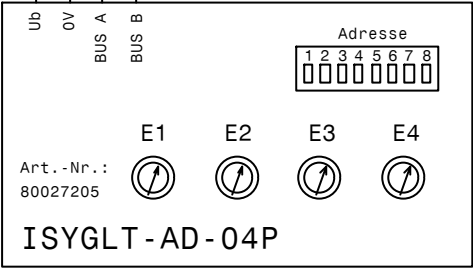 Ub 0V BUS A BUS B
Adresse
1 2 3 4 5 6 7 8
E1 E2 E3 E4
Art.-Nr.:
80027205
ISYGLT-AD-04P